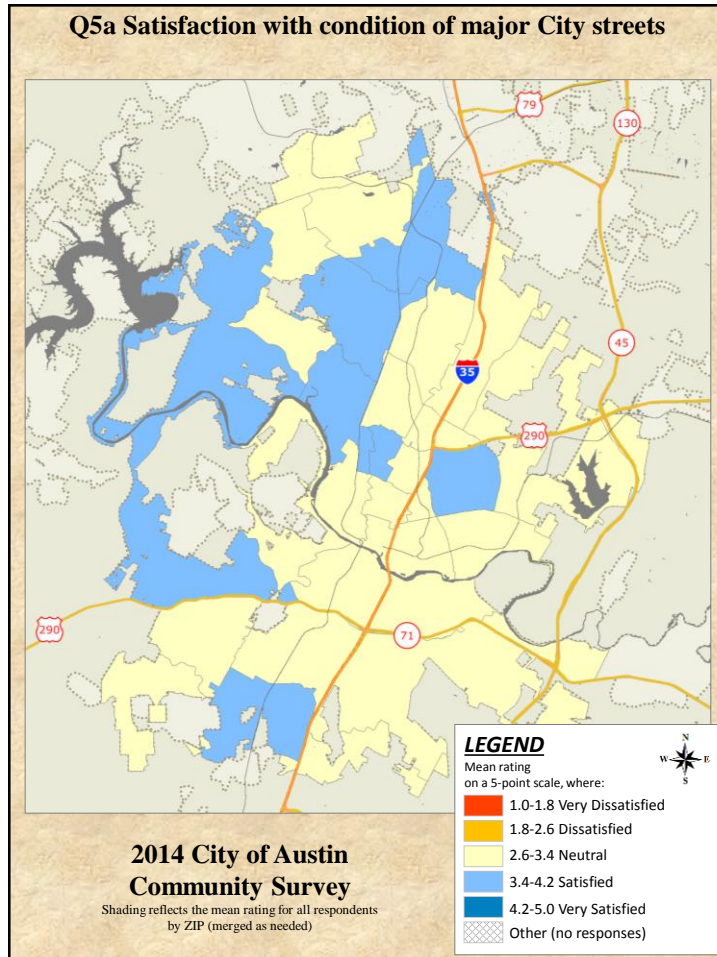 Q5a Satisfaction with condition of major City streets
79
130
45
35
290
290
71
LEGEND
Mean rating
on a 5-point scale, where:
N
W E
S
1.0-1.8 Very Dissatisfied
1.8-2.6 Dissatisfied
2.6-3.4 Neutral
3.4-4.2 Satisfied
4.2-5.0 Very Satisfied
Other (no responses)
2014 City of Austin
Community Survey
Shading reflects the mean rating for all respondents
by ZIP (merged as needed)